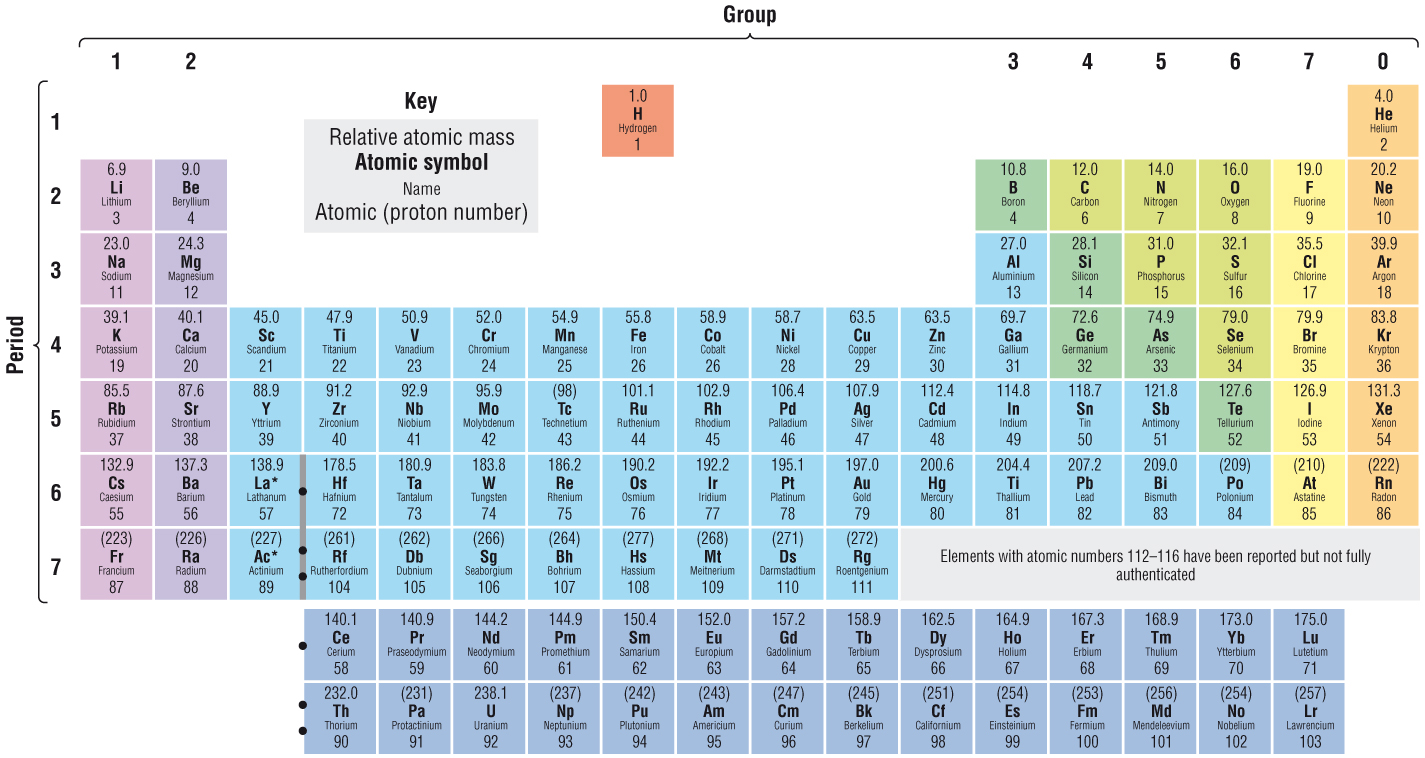 Group
1 2 3 4 5 6 7 0
Period
1
Key
Relative atomic mass
Atomic symbol
Name
Atomic (proton number)
1.0 4.0
H He
Hydrogen Helium
1 2
2
6.9 9.0 10.8 12.0 14.0 16.0 19.0 20.2
Li Be B C N O F Ne
Lithium Beryllium Boron Carbon Nitrogen Oxygen Fluorine Neon
3 4 4 6 7 8 9 10
3
23.0 24.3 27.0 28.1 31.0 32.1 35.5 39.9
Na Mg Al Si P S Cl Ar
Sodium Magnesium Aluminium Silicon Phosphorus Sulfur Chlorine Argon
11 12 13 14 15 16 17 18
4
39.1 40.1 45.0 47.9 50.9 52.0 54.9 55.8 58.9 58.7 63.5 63.5 69.7 72.6 74.9 79.0 79.9 83.8
K Ca Sc Ti V Cr Mn Fe Co Ni Cu Zn Ga Ge As Se Br Kr
Potassium Calcium Scandium Titanium Vanadium Chromium Manganese Iron Cobalt Nickel Copper Zinc Gallium Germanium Arsenic Selenium Bromine Krypton
19 20 21 22 23 24 25 26 26 28 29 30 31 32 33 34 35 36
5
85.5 87.6 88.9 91.2 92.9 95.9 (98) 101.1 102.9 106.4 107.9 112.4 114.8 118.7 121.8 127.6 126.9 131.3
Rb Sr Y Zr Nb Mo Tc Ru Rh Pd Ag Cd In Sn Sb Te I Xe
Rubidium Strontium Yttrium Zirconium Niobium Molybdenum Technetium Ruthenium Rhodium Palladium Silver Cadmium Indium Tin Antimony Tellurium Iodine Xenon
37 38 39 40 41 42 43 44 45 46 47 48 49 50 51 52 53 54
6
132.9 137.3 138.9 178.5 180.9 183.8 186.2 190.2 192.2 195.1 197.0 200.6 204.4 207.2 209.0 (209) (210) (222)
Cs Ba La* Hf Ta W Re Os Ir Pt Au Hg Ti Pb Bi Po At Rn
Caesium Barium Lathanum Hafnium Tantalum Tungsten Rhenium Osmium Iridium Platinum Gold Mercury Thallium Lead Bismuth Polonium Astatine Radon
55 56 57 72 73 74 75 76 77 78 79 80 81 82 83 84 85 86
7
(223) (226) (227) (261) (262) (266) (264) (277) (268) (271) (272)
Fr Ra Ac* Rf Db Sg Bh Hs Mt Ds Rg
Francium Radium Actinium Rutherfordium Dubnium Seaborgium Bohrium Hassium Meitnerium Darmstadtium Roentgenium
87 88 89 104 105 106 107 108 109 110 111
Elements with atomic numbers 112–116 have been reported but not fully
authenticated
140.1 140.9 144.2 144.9 150.4 152.0 157.2 158.9 162.5 164.9 167.3 168.9 173.0 175.0
Ce Pr Nd Pm Sm Eu Gd Tb Dy Ho Er Tm Yb Lu
Cerium Praseodymium Neodymium Promethium Samarium Europium Gadolinium Terbium Dysprosium Holium Erbium Thulium Ytterbium Lutetium
58 59 60 61 62 63 64 65 66 67 68 69 70 71
232.0 (231) 238.1 (237) (242) (243) (247) (245) (251) (254) (253) (256) (254) (257)
Th Pa U Np Pu Am Cm Bk Cf Es Fm Md No Lr
Thorium Protactinium Uranium Neptunium Plutonium Americium Curium Berkelium Californium Einsteinium Fermium Mendeleevium Nobelium Lawrencium
90 91 92 93 94 95 96 97 98 99 100 101 102 103